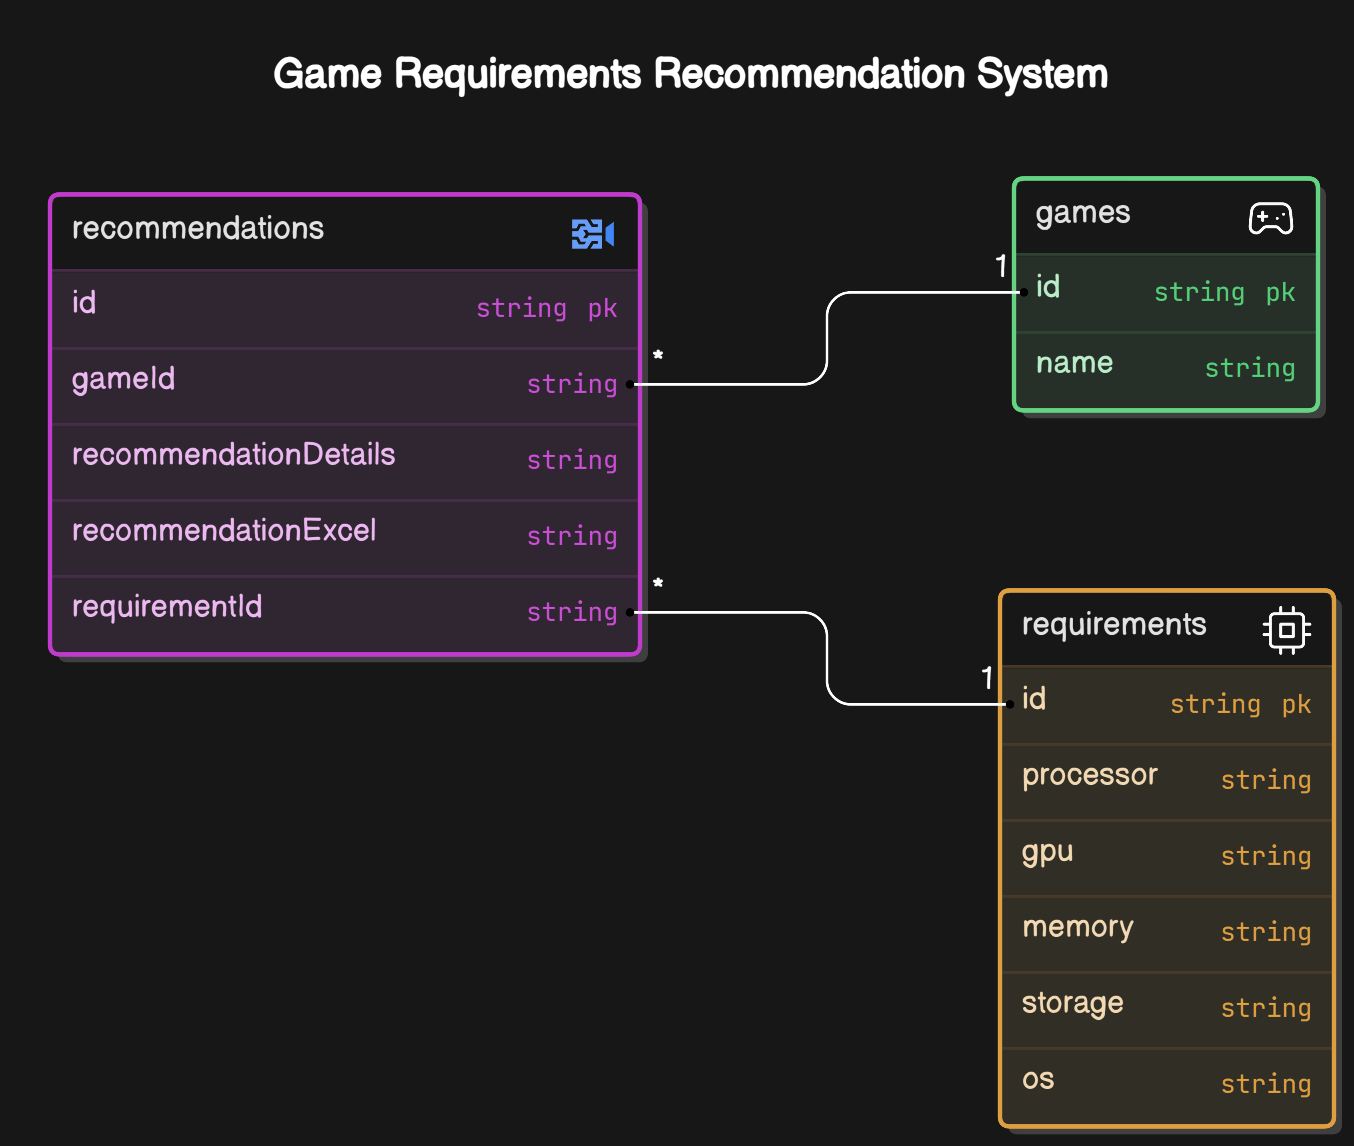 Game Requirements Recommendation System
recommendations
id string pk
gameId string
recommendationDetails string
recommendationExcel string
requirementId string
*
*
1
games
id string pk
name string
1
requirements
id string pk
processor string
gpu string
memory string
storage string
os string